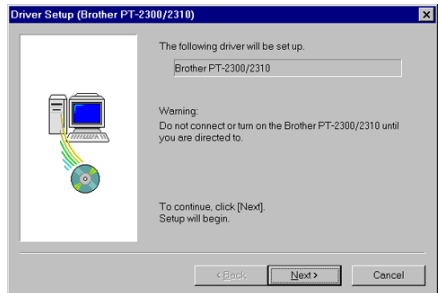 Driver Setup (Brother PT-2300/2310)
The following driver will be set up.
Brother PT-2300/2310
Warning:
Do not connect or turn on the Brother PT-2300/2310 until
you are directed to.
To continue, click [Next].
Setup will begin.
< Back
Next >
Cancel